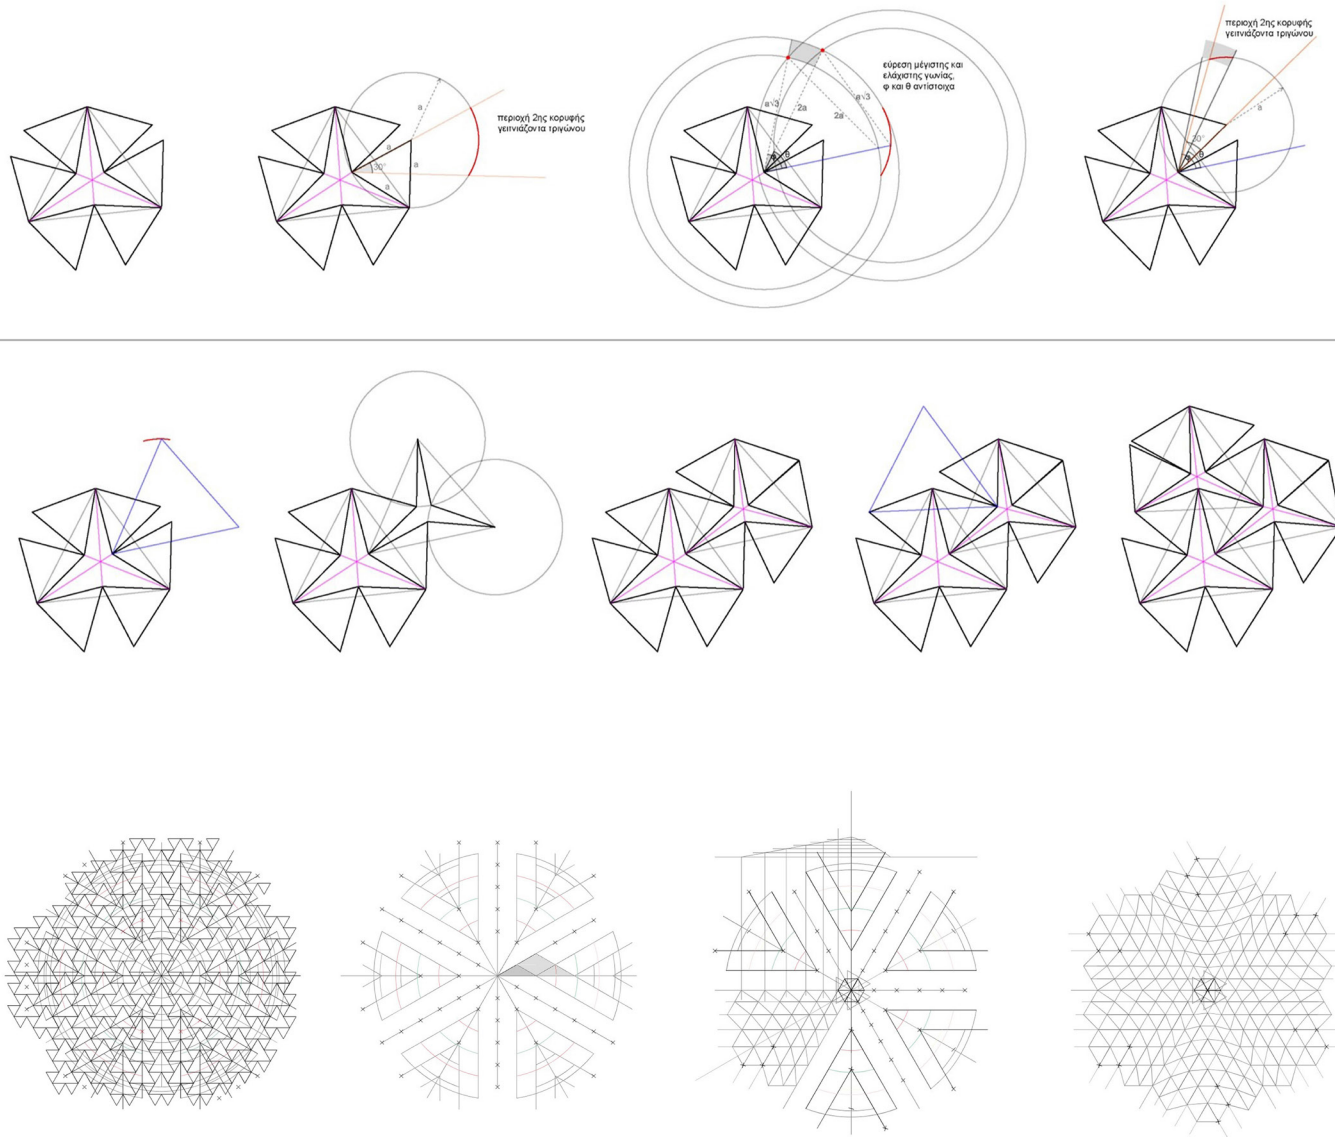 a
a
a
a
30°
περιοχή 2ης κορυφής
γειτνιάζοντα τριγώνου
a√3
2a
2a
a√3
φ
θ
εύρεση μέγιστης και
ελάχιστης γωνίας,
φ και θ αντίστοιχα
περιοχή 2ης κορυφής
γειτνιάζοντα τριγώνου
a
30°
φ
θ